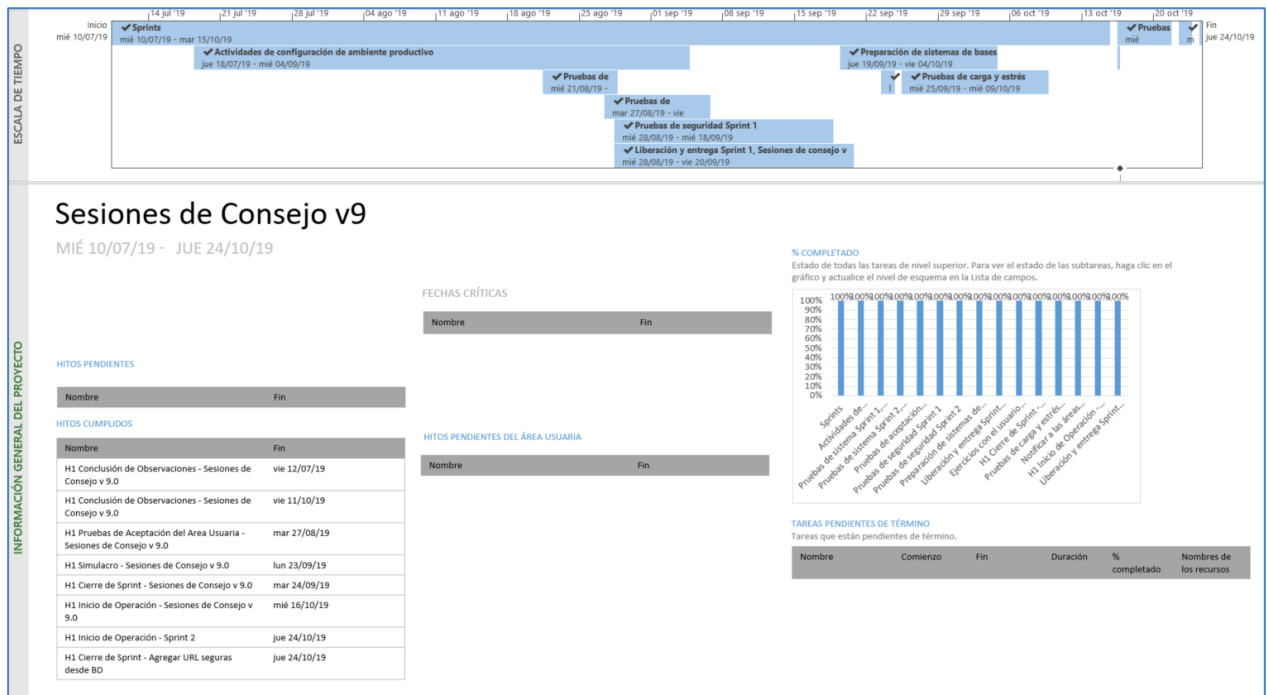 14 jul '19 21 jul '19 28 jul '19 04 ago '19 11 ago '19 18 ago '19 25 ago '19 01 sep '19 08 sep '19 15 sep '19 22 sep '19 29 sep '19 06 oct '19 13 oct '19 20 oct '19
Inicio
mié 10/07/19
Sprints
mié 10/07/19 - mar 15/10/19
Pruebas
mié
m
Fin
jue 24/10/19
Actividades de configuración de ambiente productivo
jue 18/07/19 - mié 04/09/19
Preparación de sistemas de bases
jue 19/09/19 - vie 04/10/19
Pruebas de
mié 21/08/19 -
l
Pruebas de carga y estrés
mié 25/09/19 - mié 09/10/19
Pruebas de
mar 27/08/19 - vie
Pruebas de seguridad Sprint 1
mié 28/08/19 - mié 18/09/19
Liberación y entrega Sprint 1, Sesiones de consejo v
mié 28/08/19 - vie 20/09/19
ESCALA DE TIEMPO
INFORMACIÓN GENERAL DEL PROYECTO
Sesiones de Consejo v9
MIÉ 10/07/19 - JUE 24/10/19
HITOS PENDIENTES
Nombre Fin
HITOS CUMPLIDOS
Nombre Fin
H1 Conclusión de Observaciones - Sesiones de vie 12/07/19
Consejo v 9.0
H1 Conclusión de Observaciones - Sesiones de vie 11/10/19
Consejo v 9.0
H1 Pruebas de Aceptación del Area Usuaria - mar 27/08/19
Sesiones de Consejo v 9.0
H1 Simulacro - Sesiones de Consejo v 9.0 lun 23/09/19
H1 Cierre de Sprint - Sesiones de Consejo v 9.0 mar 24/09/19
H1 Inicio de Operación - Sesiones de Consejo v mié 16/10/19
9.0
H1 Inicio de Operación - Sprint 2 jue 24/10/19
H1 Cierre de Sprint - Agregar URL seguras jue 24/10/19
desde BD
FECHAS CRÍTICAS
Nombre Fin
HITOS PENDIENTES DEL ÁREA USUARIA
Nombre Fin
% COMPLETADO
Estado de todas las tareas de nivel superior. Para ver el estado de las subtareas, haga clic en el
gráfico y actualice el nivel de esquema en la Lista de campos.
100% 100% 100% 100% 100% 100% 100% 100% 100% 100% 100% 100% 100% 100% 100%
100%
90%
80%
70%
60%
50%
40%
30%
20%
10%
0%
Sprints
Actividades de...
Pruebas de sistema Sprint 1,...
Pruebas de sistema Sprint 2,...
Pruebas de aceptación...
Pruebas de seguridad Sprint 1
Pruebas de seguridad Sprint 2
Preparación de sistemas de...
Liberación y entrega Sprint...
Ejercicios con el usuario...
H1 Cierre de Sprint -...
Pruebas de carga y estrés...
Notificar a las áreas...
H1 Inicio de Operación -...
Liberación y entrega Sprint...
TAREAS PENDIENTES DE TÉRMINO
Tareas que están pendientes de término.
Nombre Comienzo Fin Duración % completado Nombres de los recursos